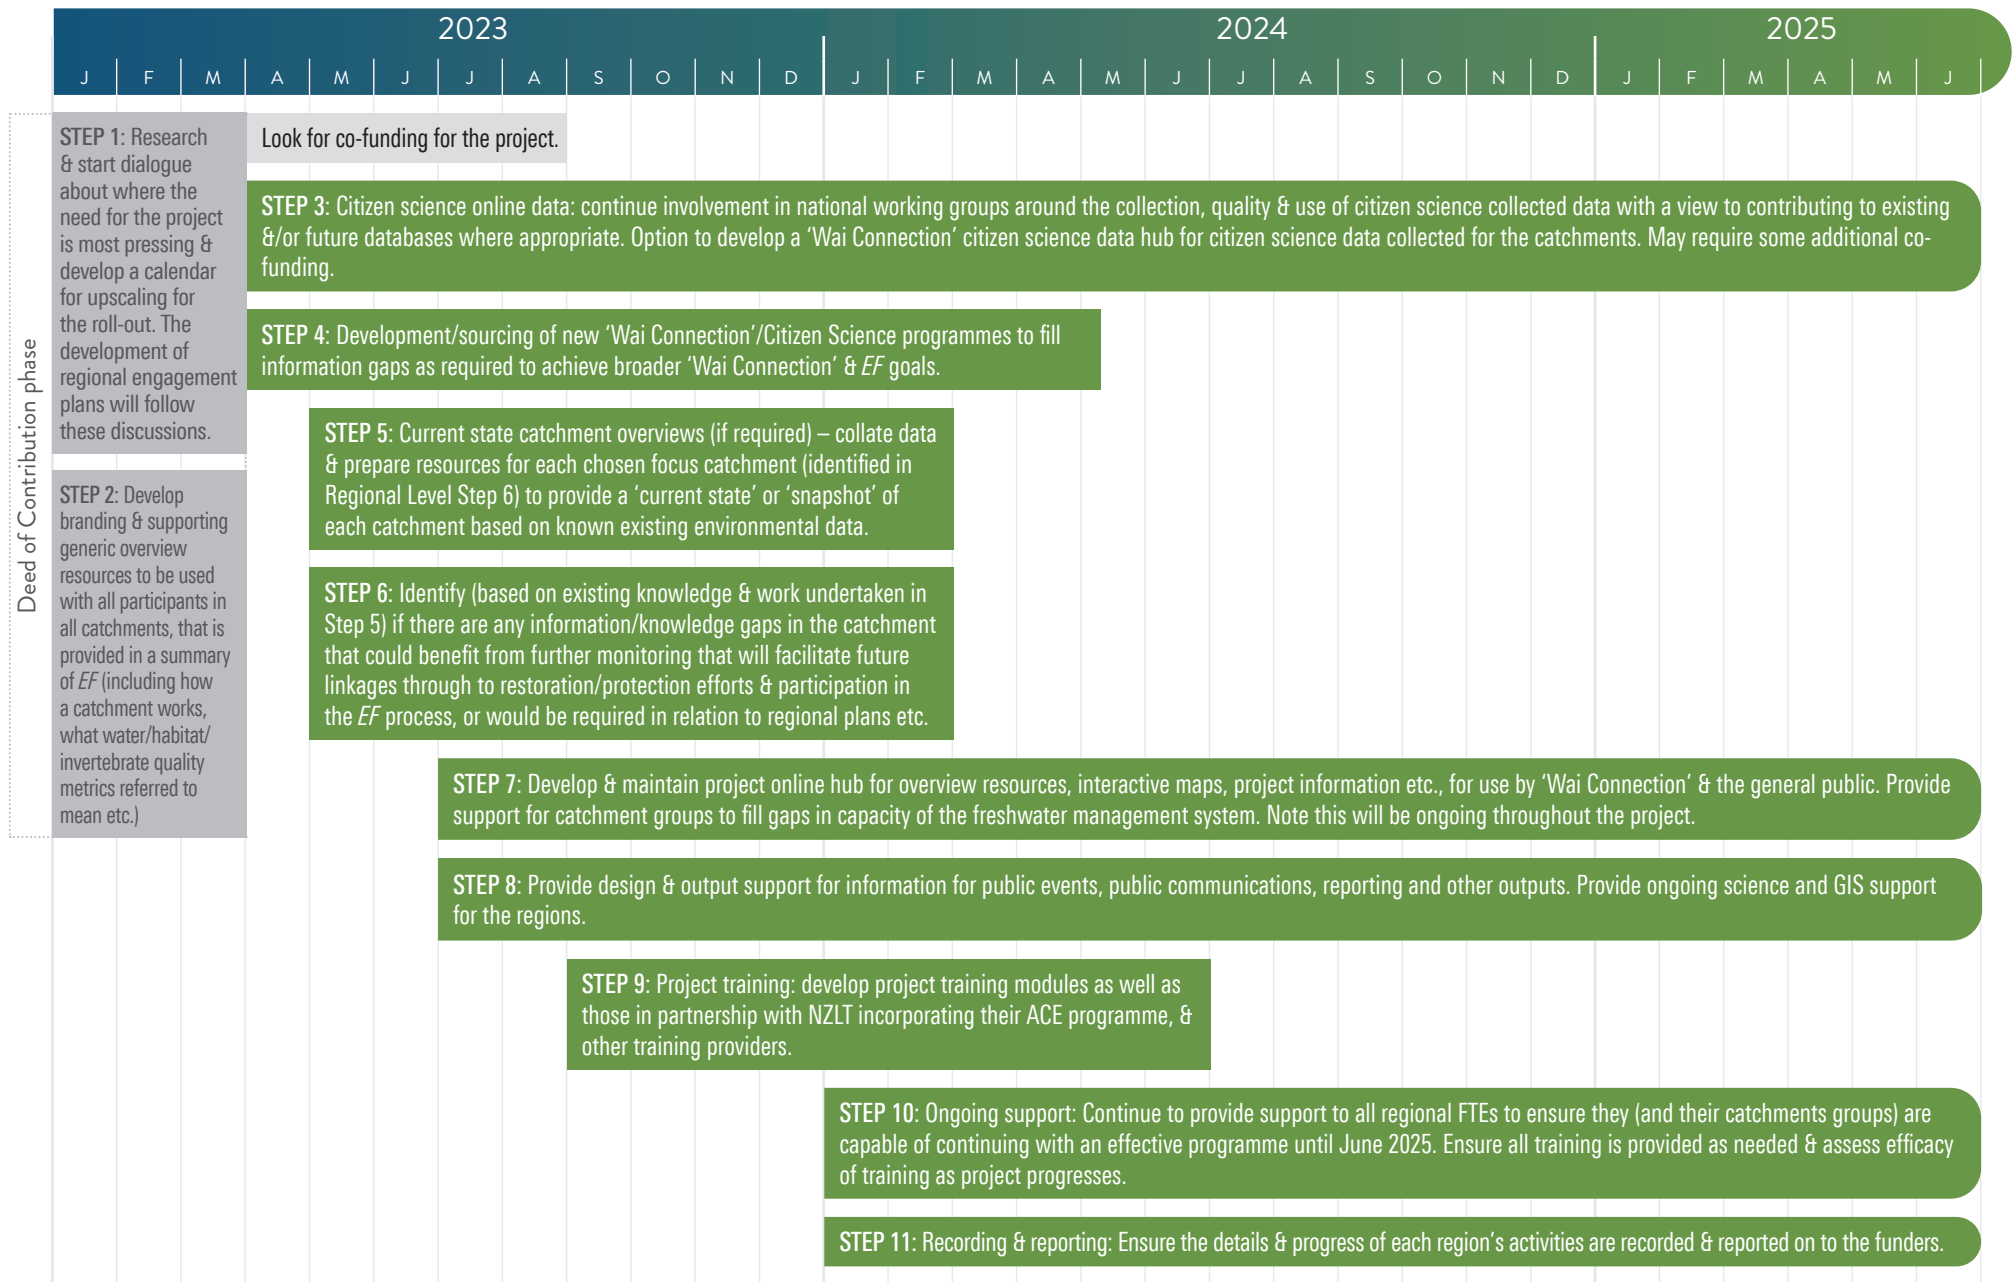 2023
2024
2025
J F M A M J J A S O N D J F M A M J J A S O N D J F M A M J
Deed of Contribution phase
STEP 1: Research
& start dialogue
about where the
need for the project
is most pressing &
develop a calendar
for upscaling for
the roll-out. The
development of
regional engagement
plans will follow
these discussions.
STEP 2: Develop
branding & supporting
generic overview
resources to be used
with all participants in
all catchments, that is
provided in a summary
of EF (including how
a catchment works,
what water/habitat/
invertebrate quality
metrics referred to
mean etc.)
Look for co-funding for the project.
STEP 3: Citizen science online data: continue involvement in national working groups around the collection, quality & use of citizen science collected data with a view to contributing to existing
&/or future databases where appropriate. Option to develop a ‘Wai Connection’ citizen science data hub for citizen science data collected for the catchments. May require some additional co-
funding.
STEP 4: Development/sourcing of new ‘Wai Connection’/Citizen Science programmes to fill
information gaps as required to achieve broader ‘Wai Connection’ & EF goals.
STEP 5: Current state catchment overviews (if required) – collate data
& prepare resources for each chosen focus catchment (identified in
Regional Level Step 6) to provide a ‘current state’ or ‘snapshot’ of
each catchment based on known existing environmental data.
STEP 6: Identify (based on existing knowledge & work undertaken in
Step 5) if there are any information/knowledge gaps in the catchment
that could benefit from further monitoring that will facilitate future
linkages through to restoration/protection efforts & participation in
the EF process, or would be required in relation to regional plans etc.
STEP 7: Develop & maintain project online hub for overview resources, interactive maps, project information etc., for use by ‘Wai Connection’ & the general public. Provide
support for catchment groups to fill gaps in capacity of the freshwater management system. Note this will be ongoing throughout the project.
STEP 8: Provide design & output support for information for public events, public communications, reporting and other outputs. Provide ongoing science and GIS support
for the regions.
STEP 9: Project training: develop project training modules as well as
those in partnership with NZLT incorporating their ACE programme, &
other training providers.
STEP 10: Ongoing support: Continue to provide support to all regional FTEs to ensure they (and their catchments groups) are
capable of continuing with an effective programme until June 2025. Ensure all training is provided as needed & assess efficacy
of training as project progresses.
STEP 11: Recording & reporting: Ensure the details & progress of each region’s activities are recorded & reported on to the funders.